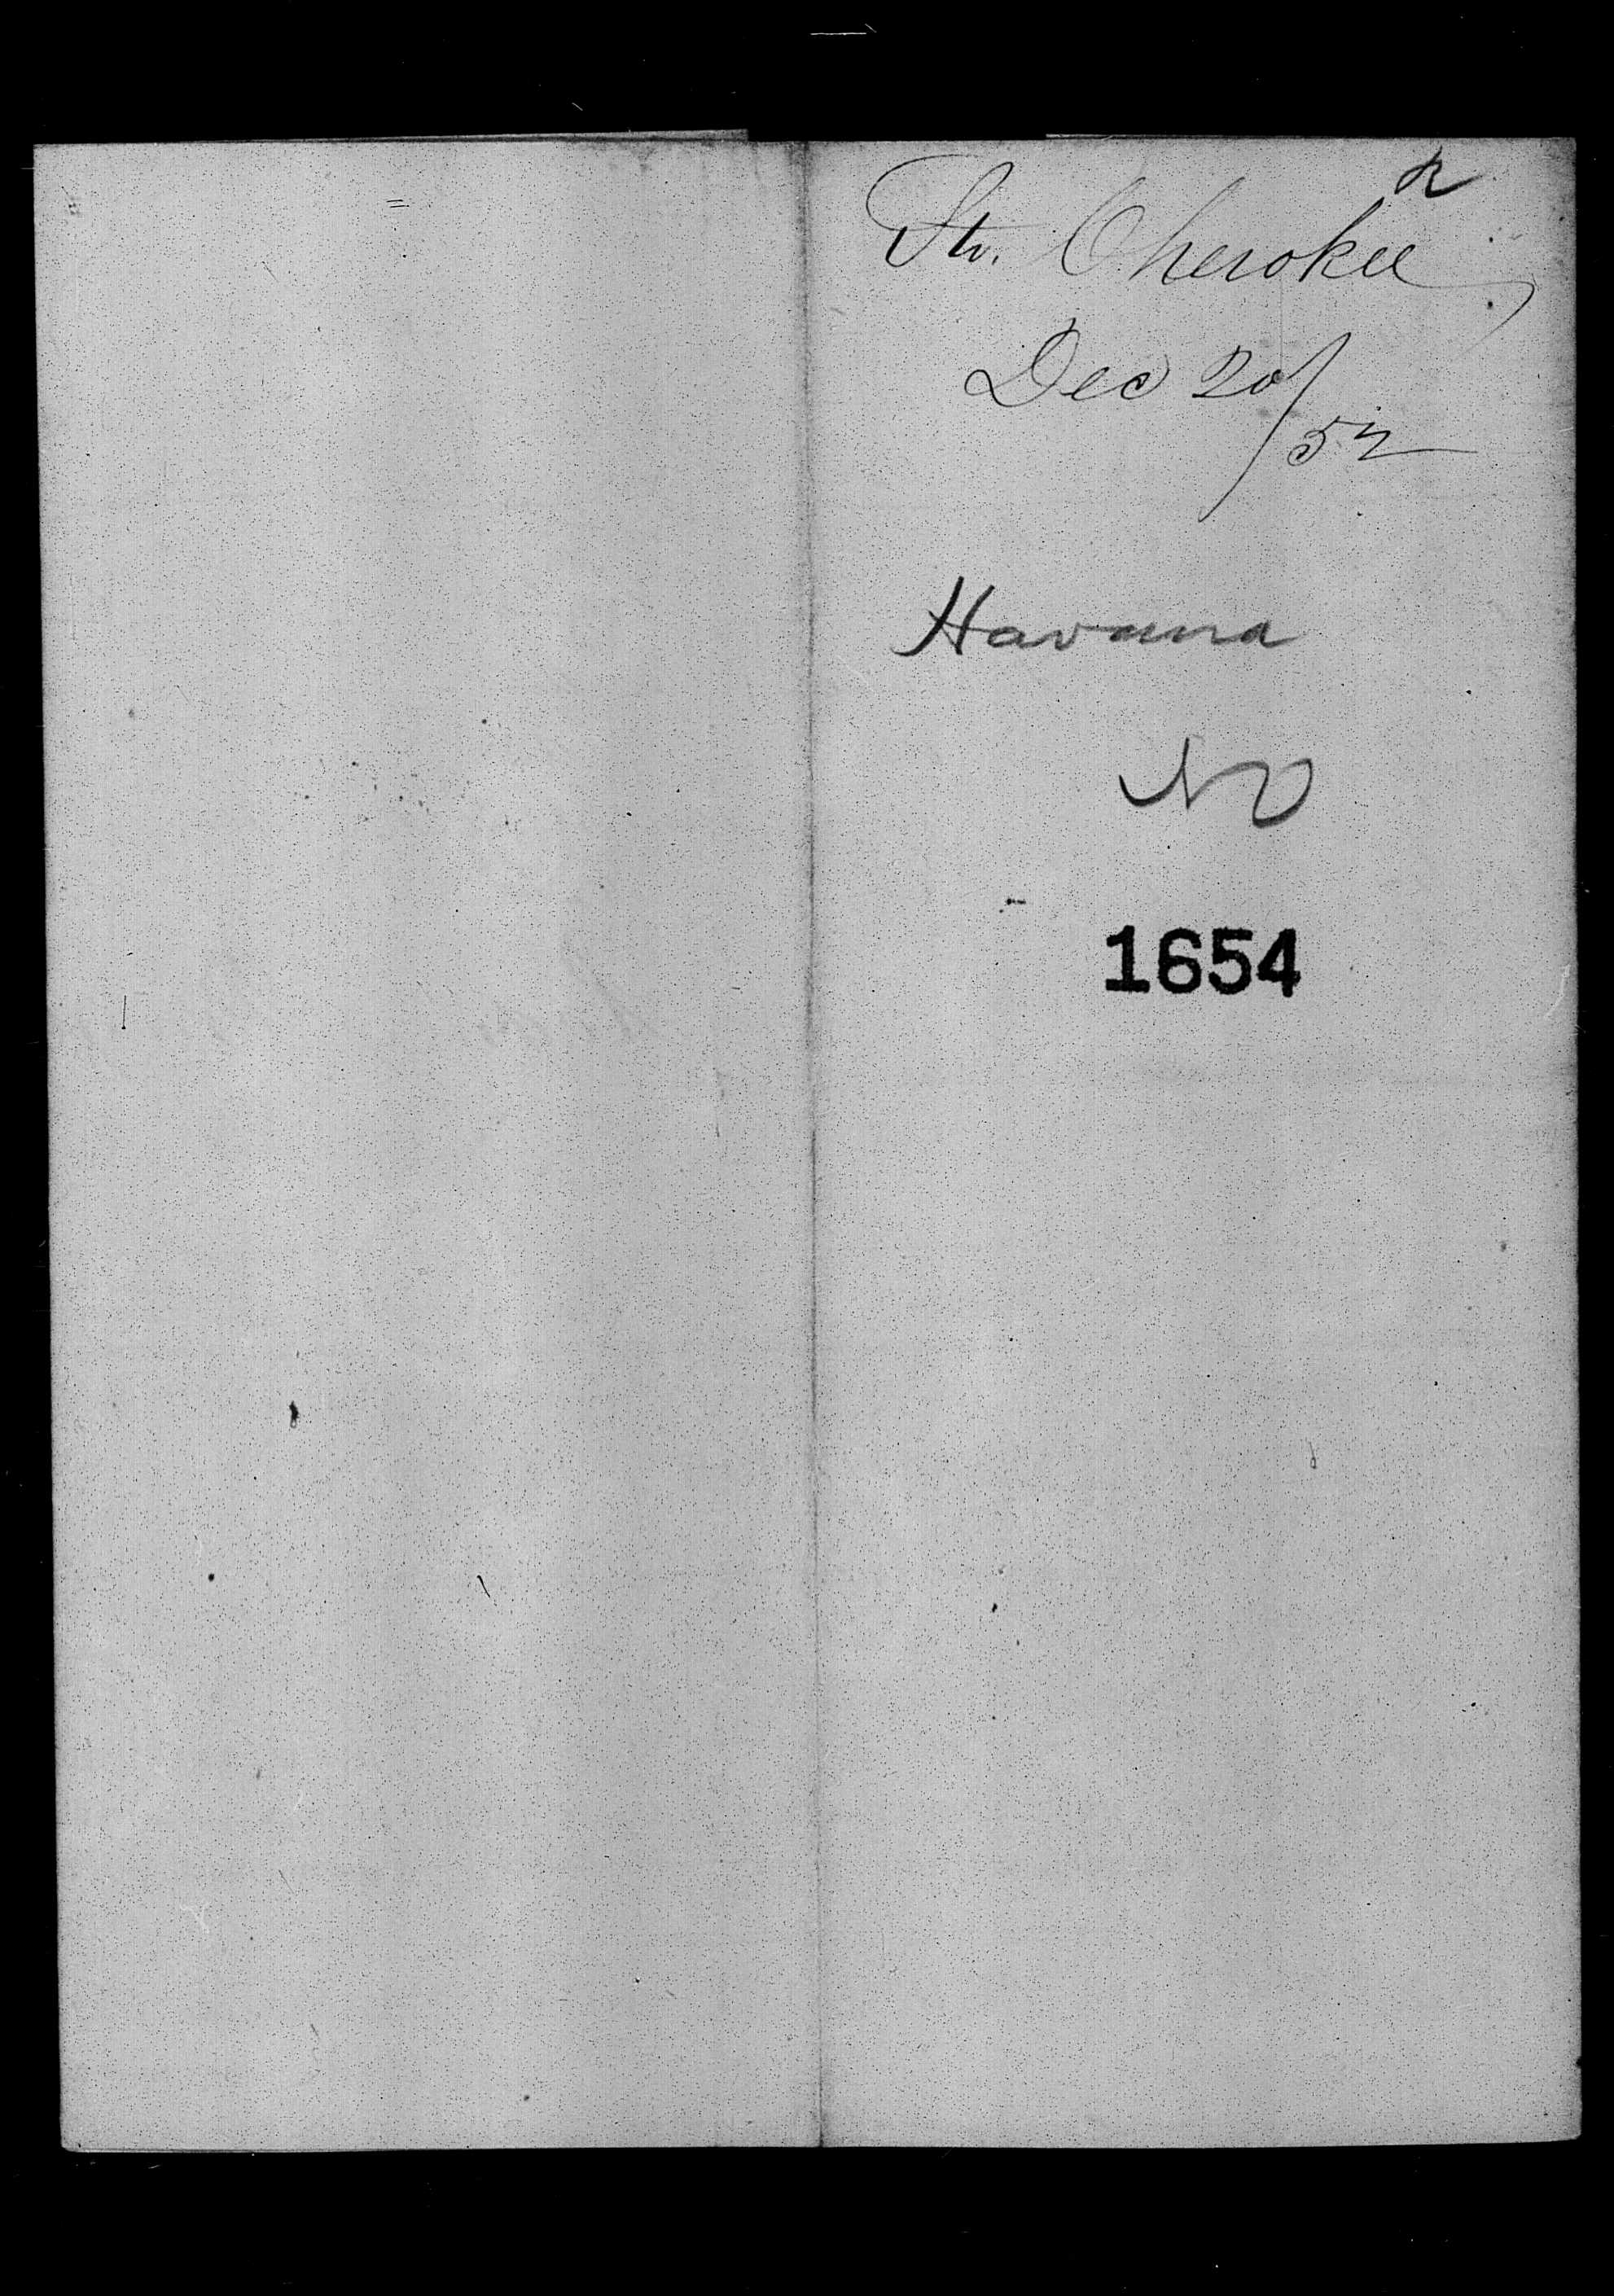 Str. Cherokee
Dec 20/52
Havana
NO
1654